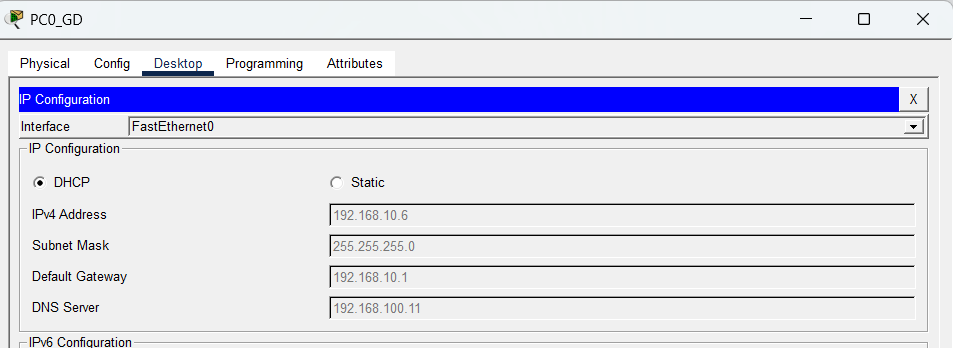 PC0_GD
Physical Config Desktop Programming Attributes
IP Configuration X
Interface FastEthernet0
IP Configuration
DHCP Static
IPv4 Address 192.168.10.6
Subnet Mask 255.255.255.0
Default Gateway 192.168.10.1
DNS Server 192.168.100.11
IPv6 Configuration